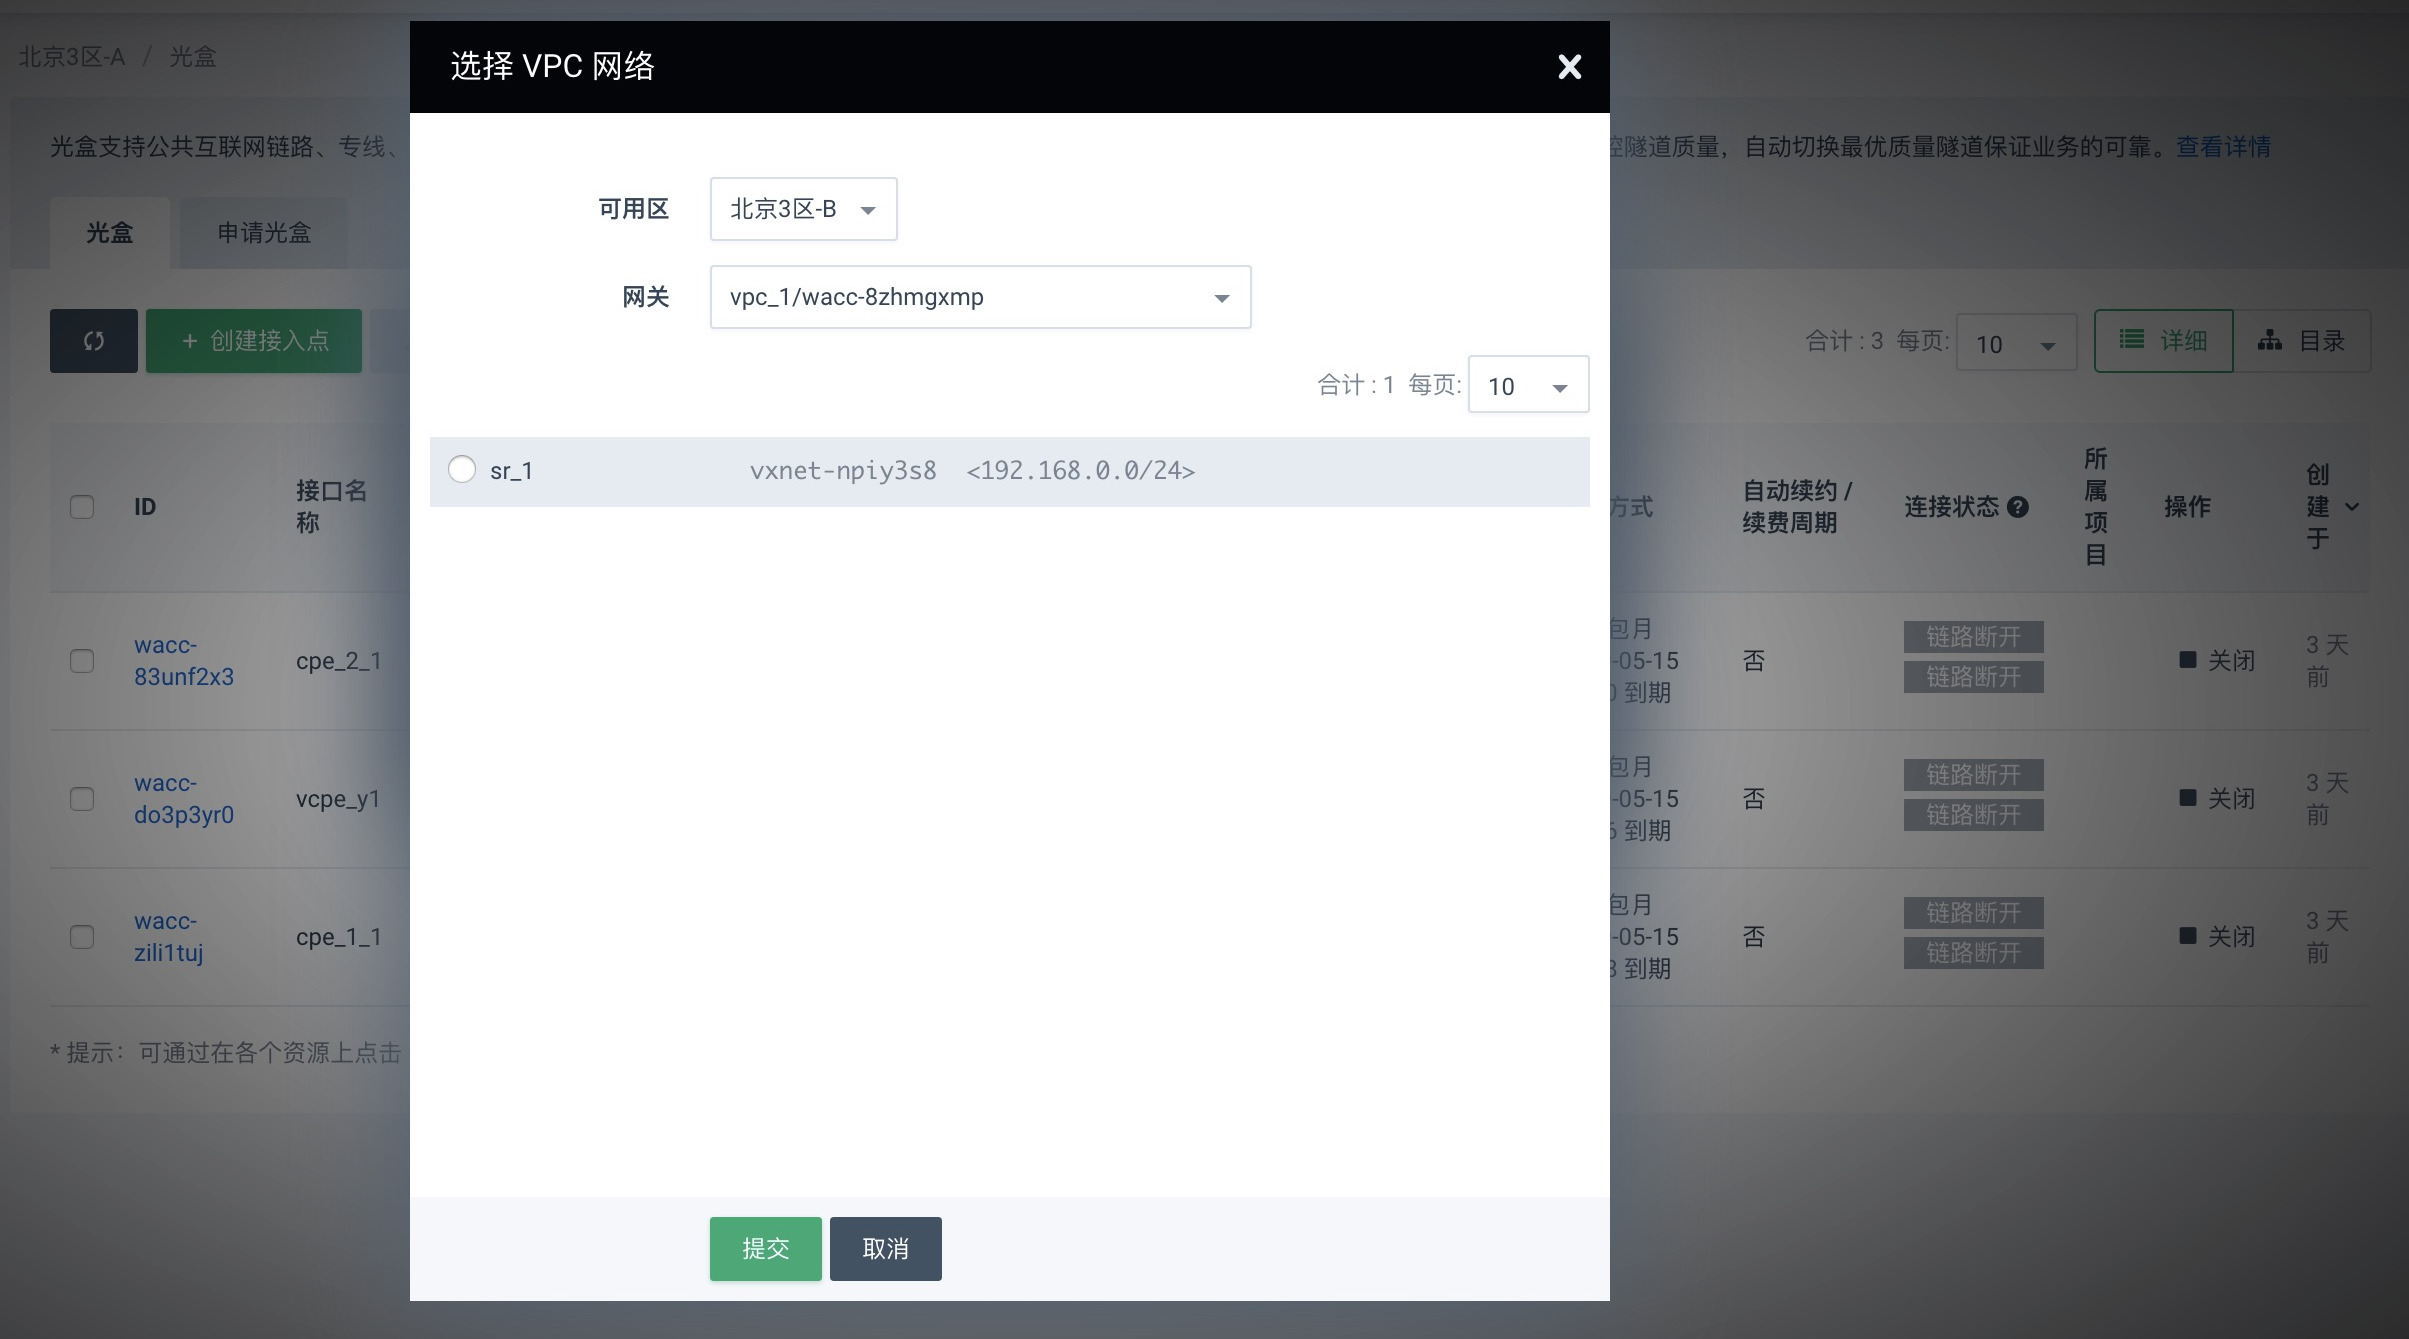 北京3区-A / 光盒
选择 VPC 网络
光盒支持公共互联网链路、专线、
控隧道质量，自动切换最优质量隧道保证业务的可靠。查看详情
光盒 申请光盒
可用区 北京3区-B
网关 vpc_1/wacc-8zhmgxmp
+ 创建接入点
合计 : 3 每页: 10 详细 目录
合计 : 1 每页: 10
sr_1 vxnet-npiy3s8 <192.168.0.0/24>
ID 接口名称 方式 自动续约 / 续费周期 连接状态 所属项目 操作 创建于
wacc-83unf2x3 cpe_2_1 包月 -05-15 到期 否 链路断开 链路断开 关闭 3 天前
wacc-do3p3yr0 vcpe_y1 包月 -05-15 到期 否 链路断开 链路断开 关闭 3 天前
wacc-zili1tuj cpe_1_1 包月 -05-15 到期 否 链路断开 链路断开 关闭 3 天前
* 提示：可通过在各个资源上点击
提交 取消